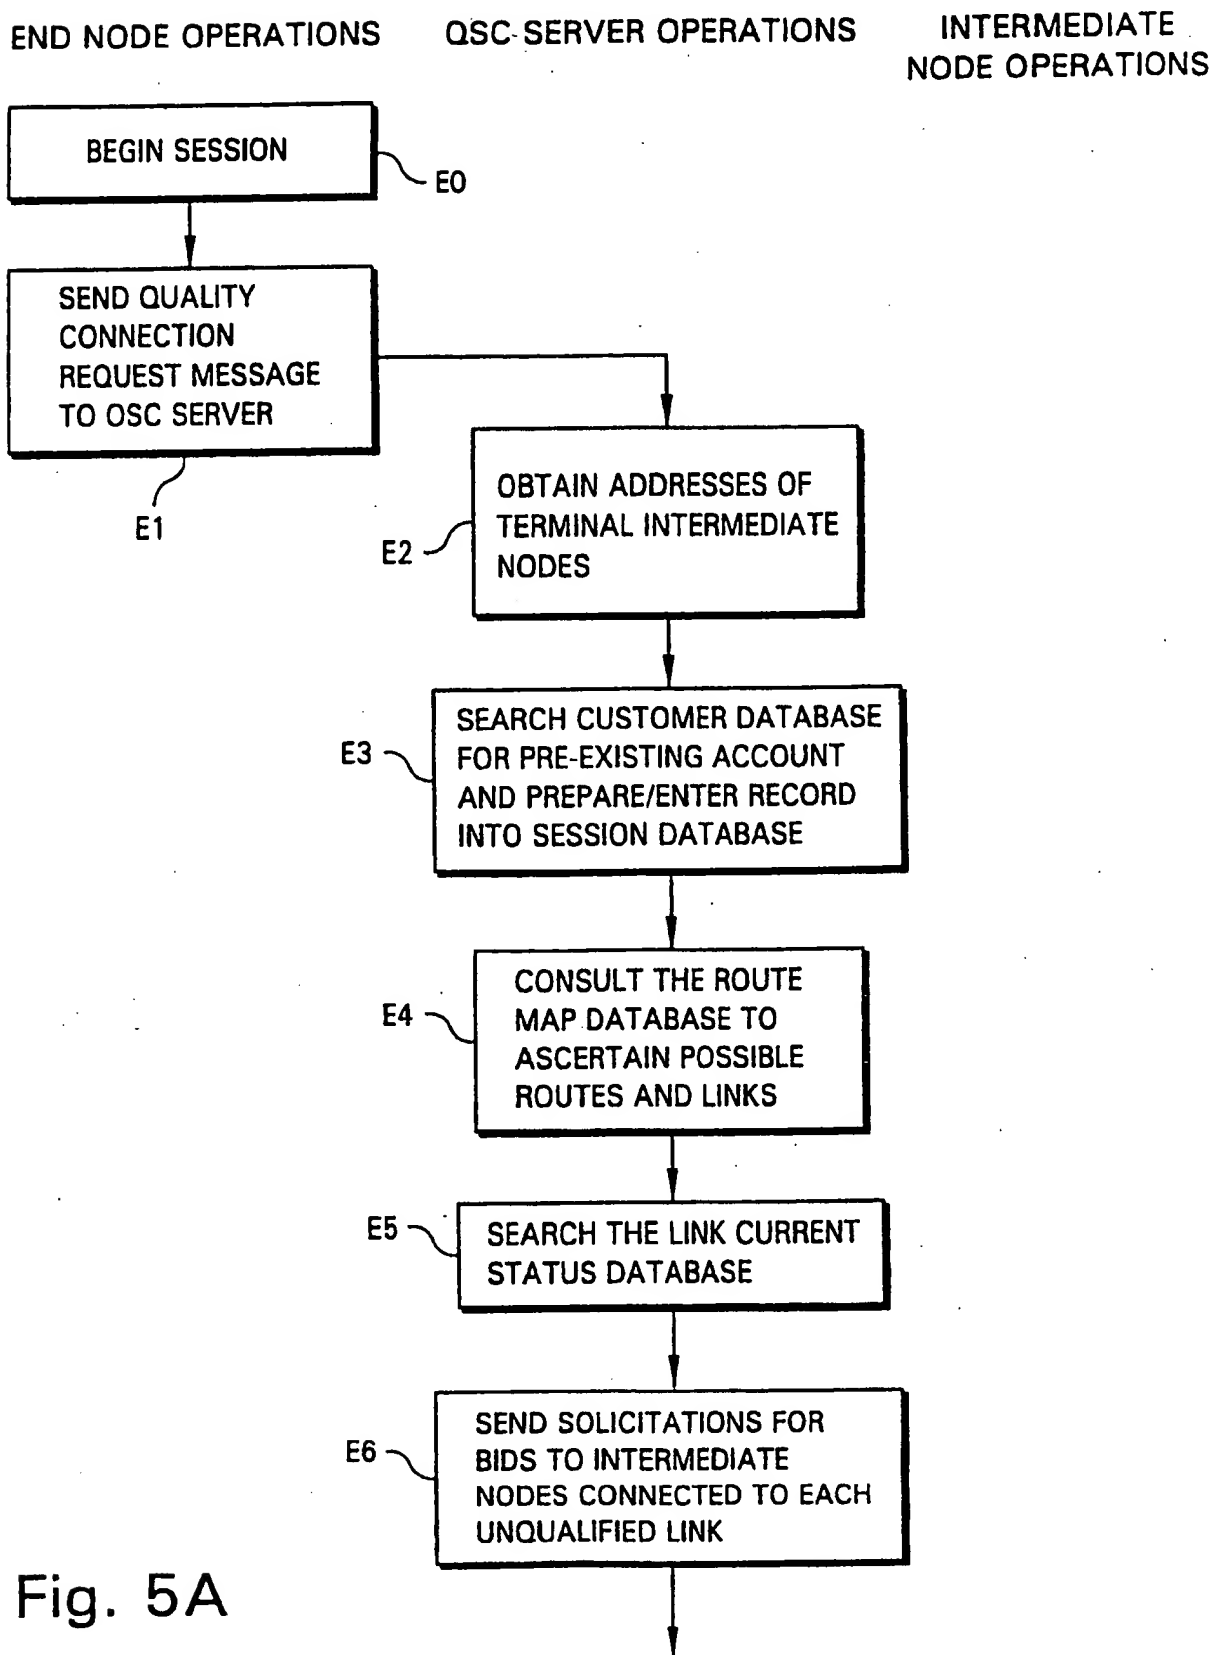 END NODE OPERATIONS
QSC-SERVER OPERATIONS
INTERMEDIATE
NODE OPERATIONS
BEGIN SESSION
E0
SEND QUALITY
CONNECTION
REQUEST MESSAGE
TO OSC SERVER
E1
OBTAIN ADDRESSES OF
TERMINAL INTERMEDIATE
NODES
E2
SEARCH CUSTOMER DATABASE
FOR PRE-EXISTING ACCOUNT
AND PREPARE/ENTER RECORD
INTO SESSION DATABASE
E3
CONSULT THE ROUTE
MAP DATABASE TO
ASCERTAIN POSSIBLE
ROUTES AND LINKS
E4
SEARCH THE LINK CURRENT
STATUS DATABASE
E5
SEND SOLICITATIONS FOR
BIDS TO INTERMEDIATE
NODES CONNECTED TO EACH
UNQUALIFIED LINK
E6
Fig. 5A